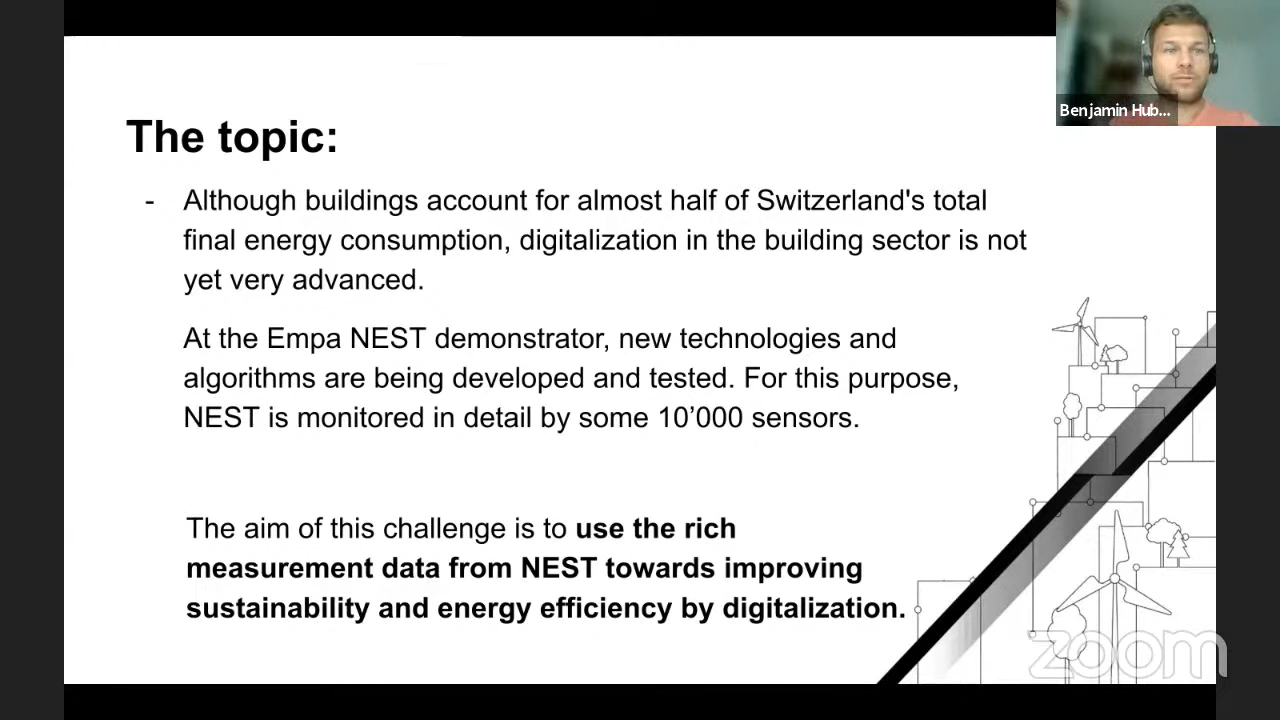 Benjamin Hub...
The topic:
- Although buildings account for almost half of Switzerland's total
final energy consumption, digitalization in the building sector is not
yet very advanced.
At the Empa NEST demonstrator, new technologies and
algorithms are being developed and tested. For this purpose,
NEST is monitored in detail by some 10’000 sensors.
The aim of this challenge is to use the rich
measurement data from NEST towards improving
sustainability and energy efficiency by digitalization.
zoom